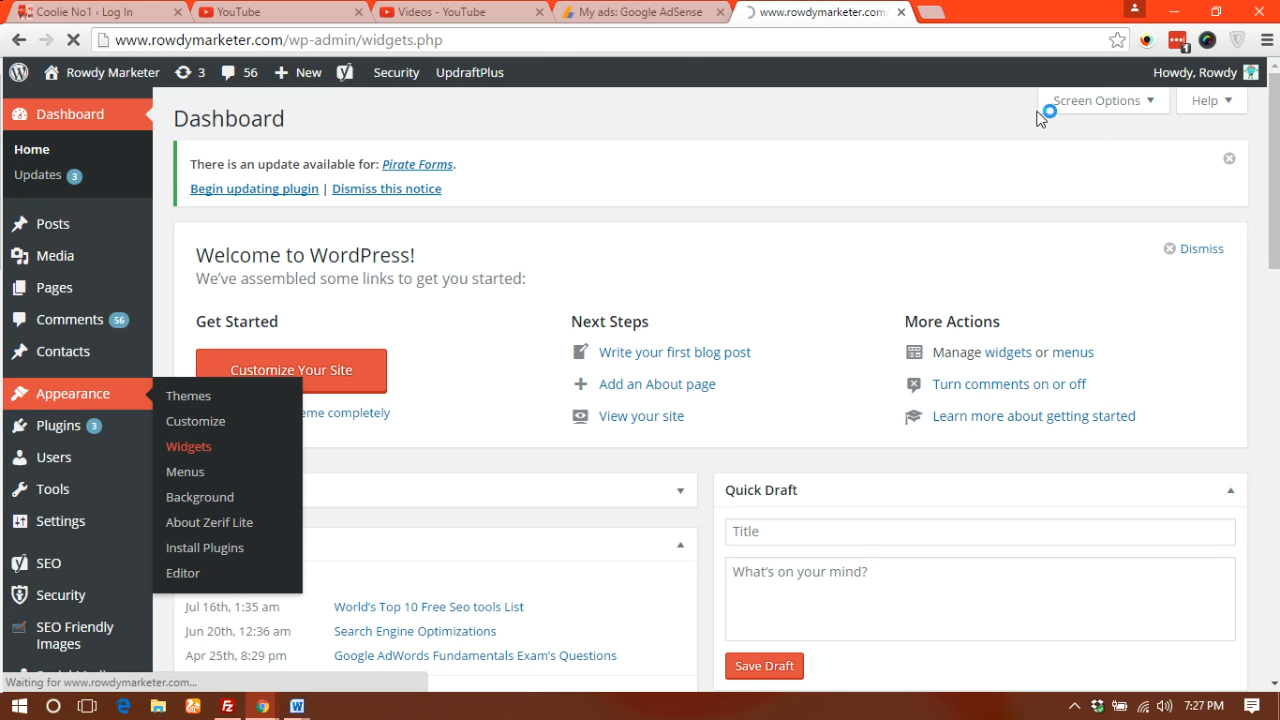 Coolie No1 ‹ Log In
YouTube
Videos - YouTube
My ads: Google AdSense
www.rowdymarketer.com/
www.rowdymarketer.com/wp-admin/widgets.php
Rowdy Marketer 3 56 New Security UpdraftPlus Howdy, Rowdy
Screen Options Help
Dashboard
Home
Updates 3
Posts
Media
Pages
Comments 56
Contacts
Appearance
Plugins 3
Users
Tools
Settings
SEO
Security
SEO Friendly
Images
Themes
Customize
Widgets
Menus
Background
About Zerif Lite
Install Plugins
Editor
Dashboard
There is an update available for: Pirate Forms.
Begin updating plugin | Dismiss this notice
Welcome to WordPress!
Dismiss
We've assembled some links to get you started:
Get Started
Customize Your Site
eme completely
Next Steps
Write your first blog post
Add an About page
View your site
More Actions
Manage widgets or menus
Turn comments on or off
Learn more about getting started
Jul 16th, 1:35 am World's Top 10 Free Seo tools List
Jun 20th, 12:36 am Search Engine Optimizations
Apr 25th, 8:29 pm Google AdWords Fundamentals Exam's Questions
Quick Draft
Title
What's on your mind?
Save Draft
Waiting for www.rowdymarketer.com...
7:27 PM